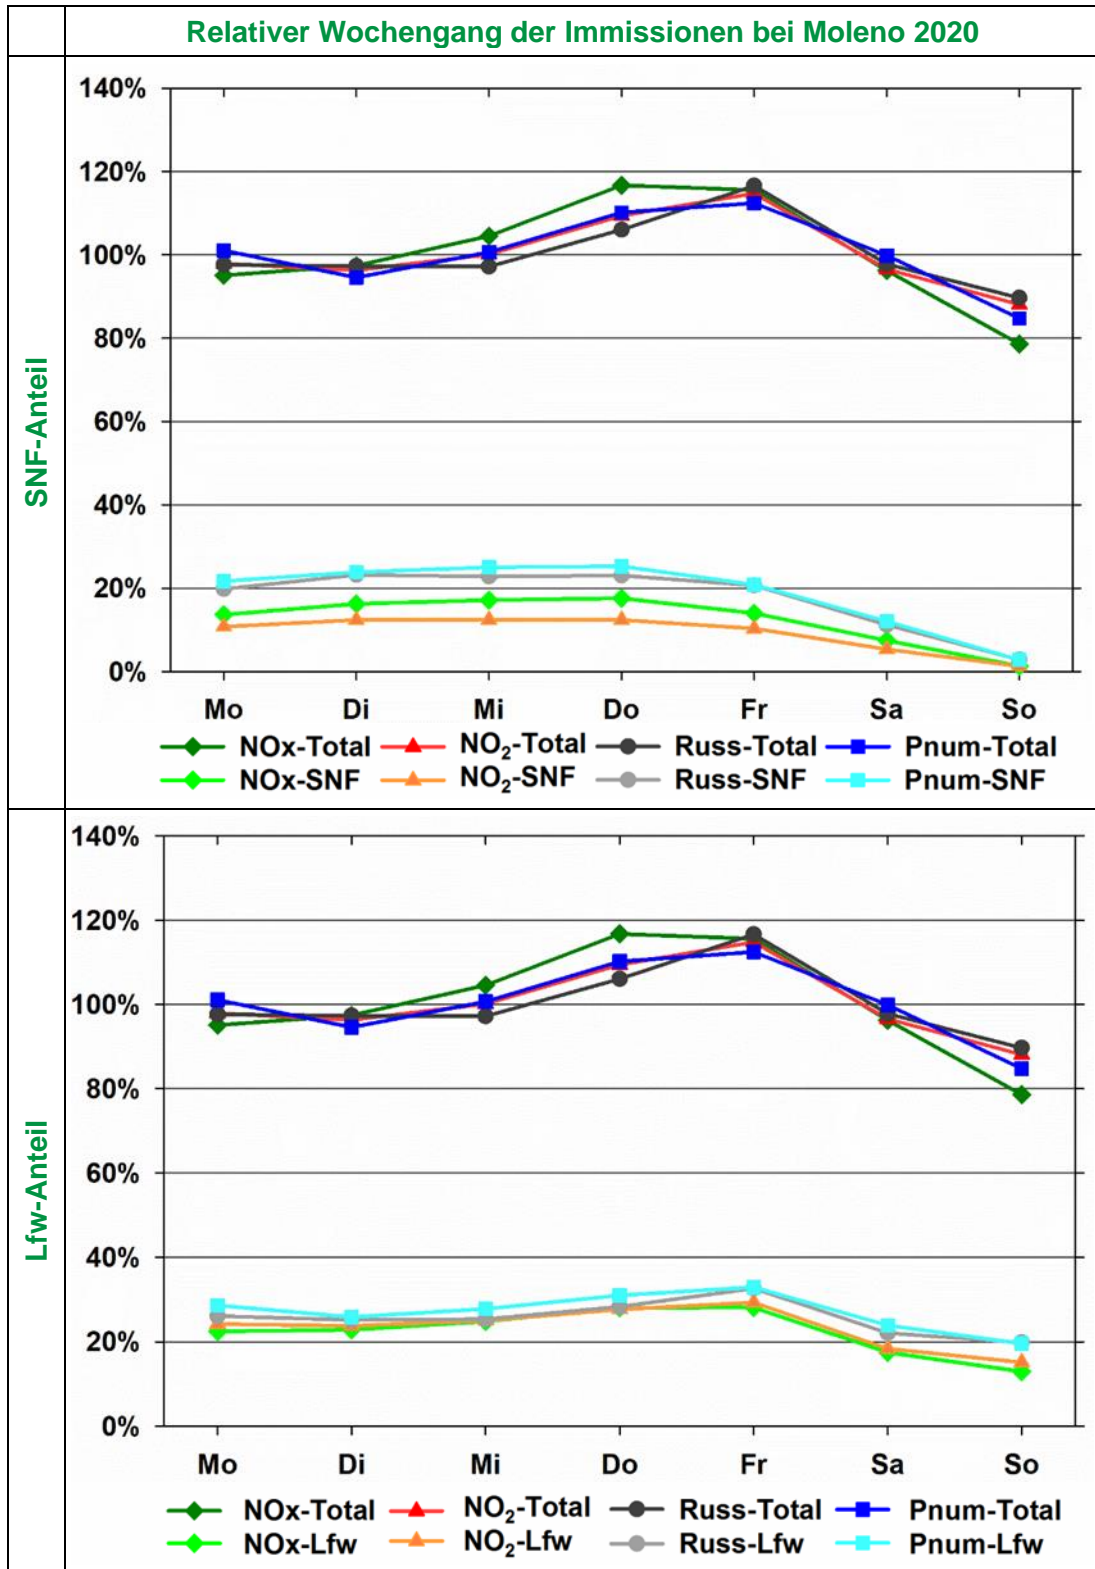 Relativer Wochengang der Immissionen bei Moleno 2020
SNF-Anteil
140%
120%
100%
80%
60%
40%
20%
0%
Mo Di Mi Do Fr Sa So
NOx-Total NO₂-Total Russ-Total Pnum-Total
NOx-SNF NO₂-SNF Russ-SNF Pnum-SNF
Lfw-Anteil
140%
120%
100%
80%
60%
40%
20%
0%
Mo Di Mi Do Fr Sa So
NOx-Total NO₂-Total Russ-Total Pnum-Total
NOx-Lfw NO₂-Lfw Russ-Lfw Pnum-Lfw